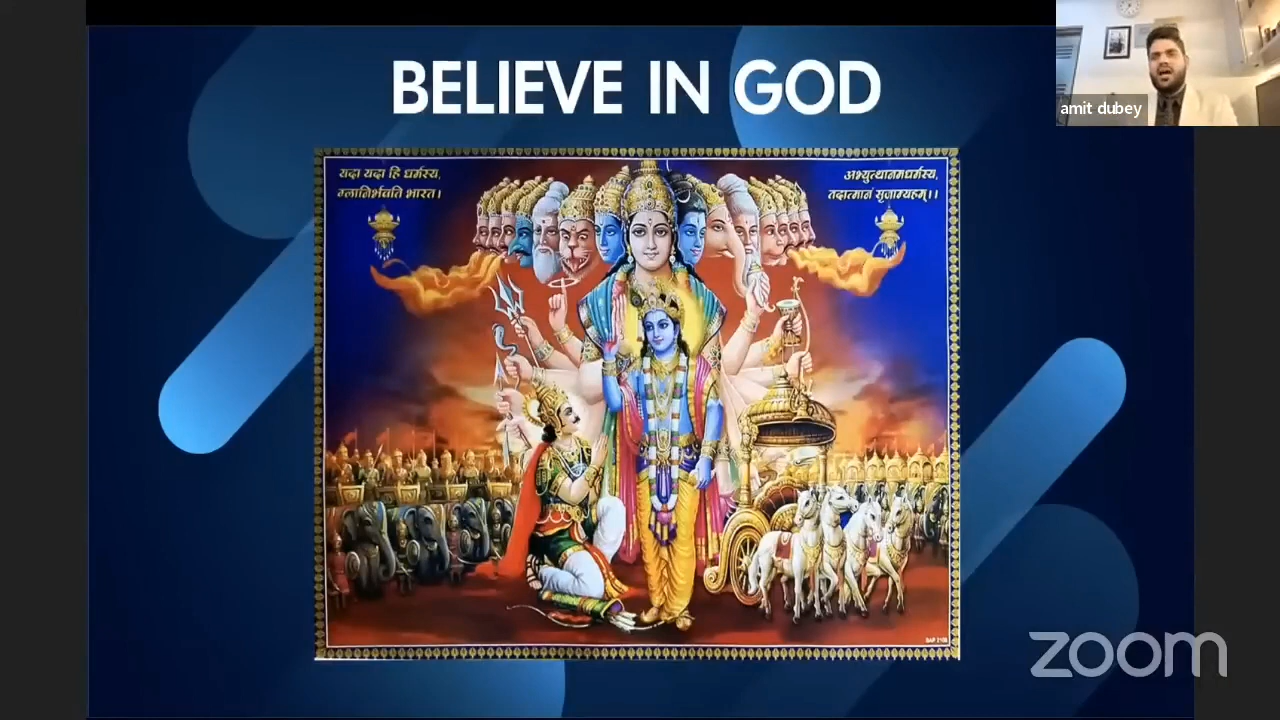 BELIEVE IN GOD
amit dubey
यदा यदा हि धर्मस्य,
ग्लानिर्भवति भारत।
अभ्युत्थानमधर्मस्य,
तदात्मानं सृजाम्यहम्।।
zoom